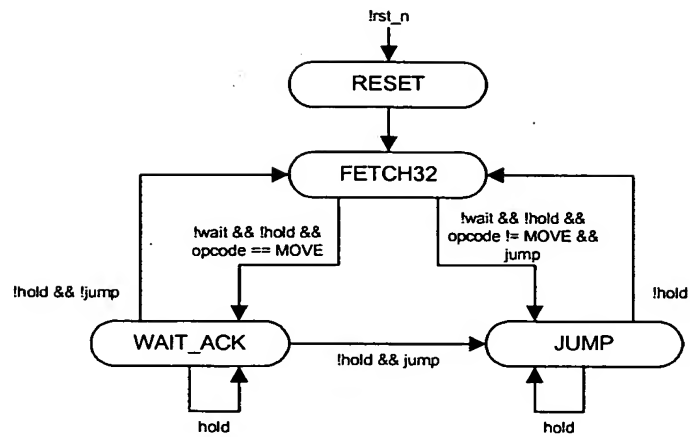 !rst_n
RESET
FETCH32
!wait && !hold &&
opcode == MOVE
!wait && !hold &&
opcode != MOVE &&
jump
!hold && !jump
!hold
WAIT_ACK
JUMP
!hold && jump
hold
hold